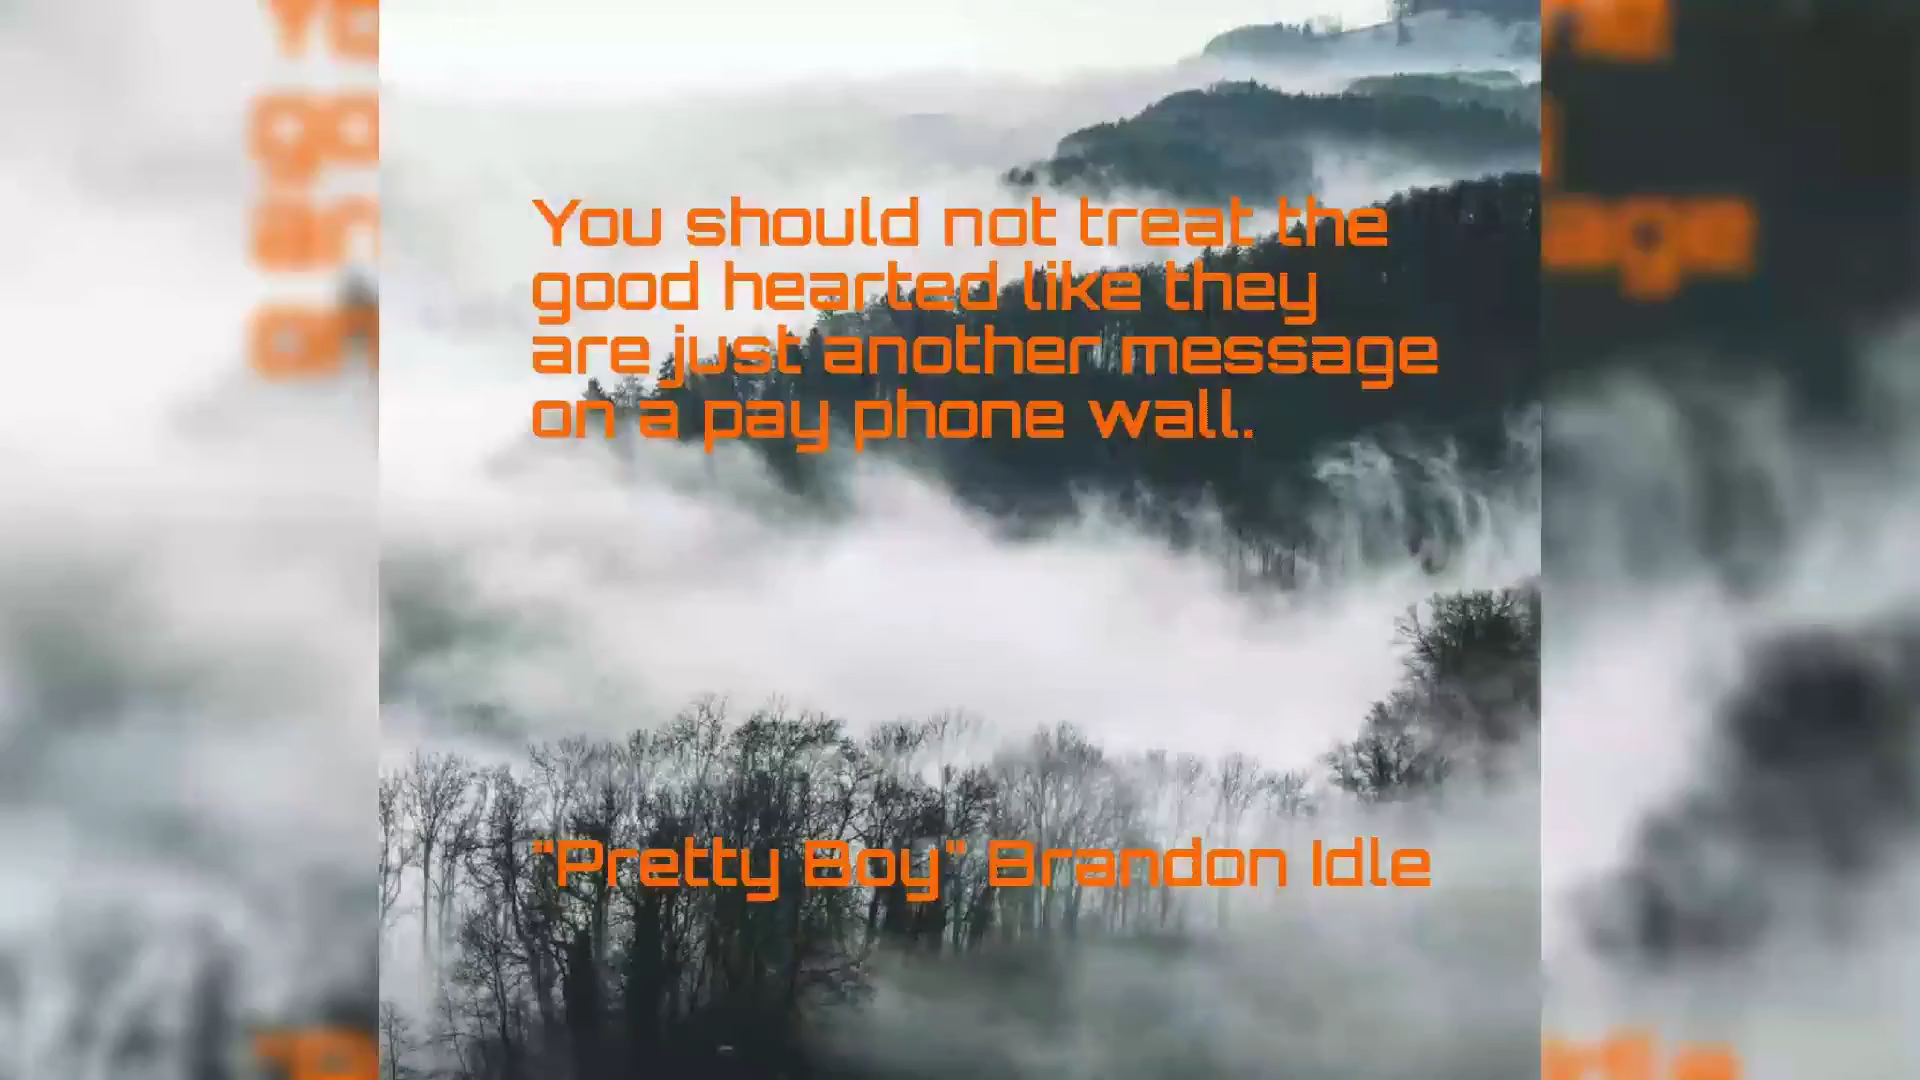 You should not treat the
good hearted like they
are just another message
on a pay phone wall.
"Pretty Boy" Brandon Idle